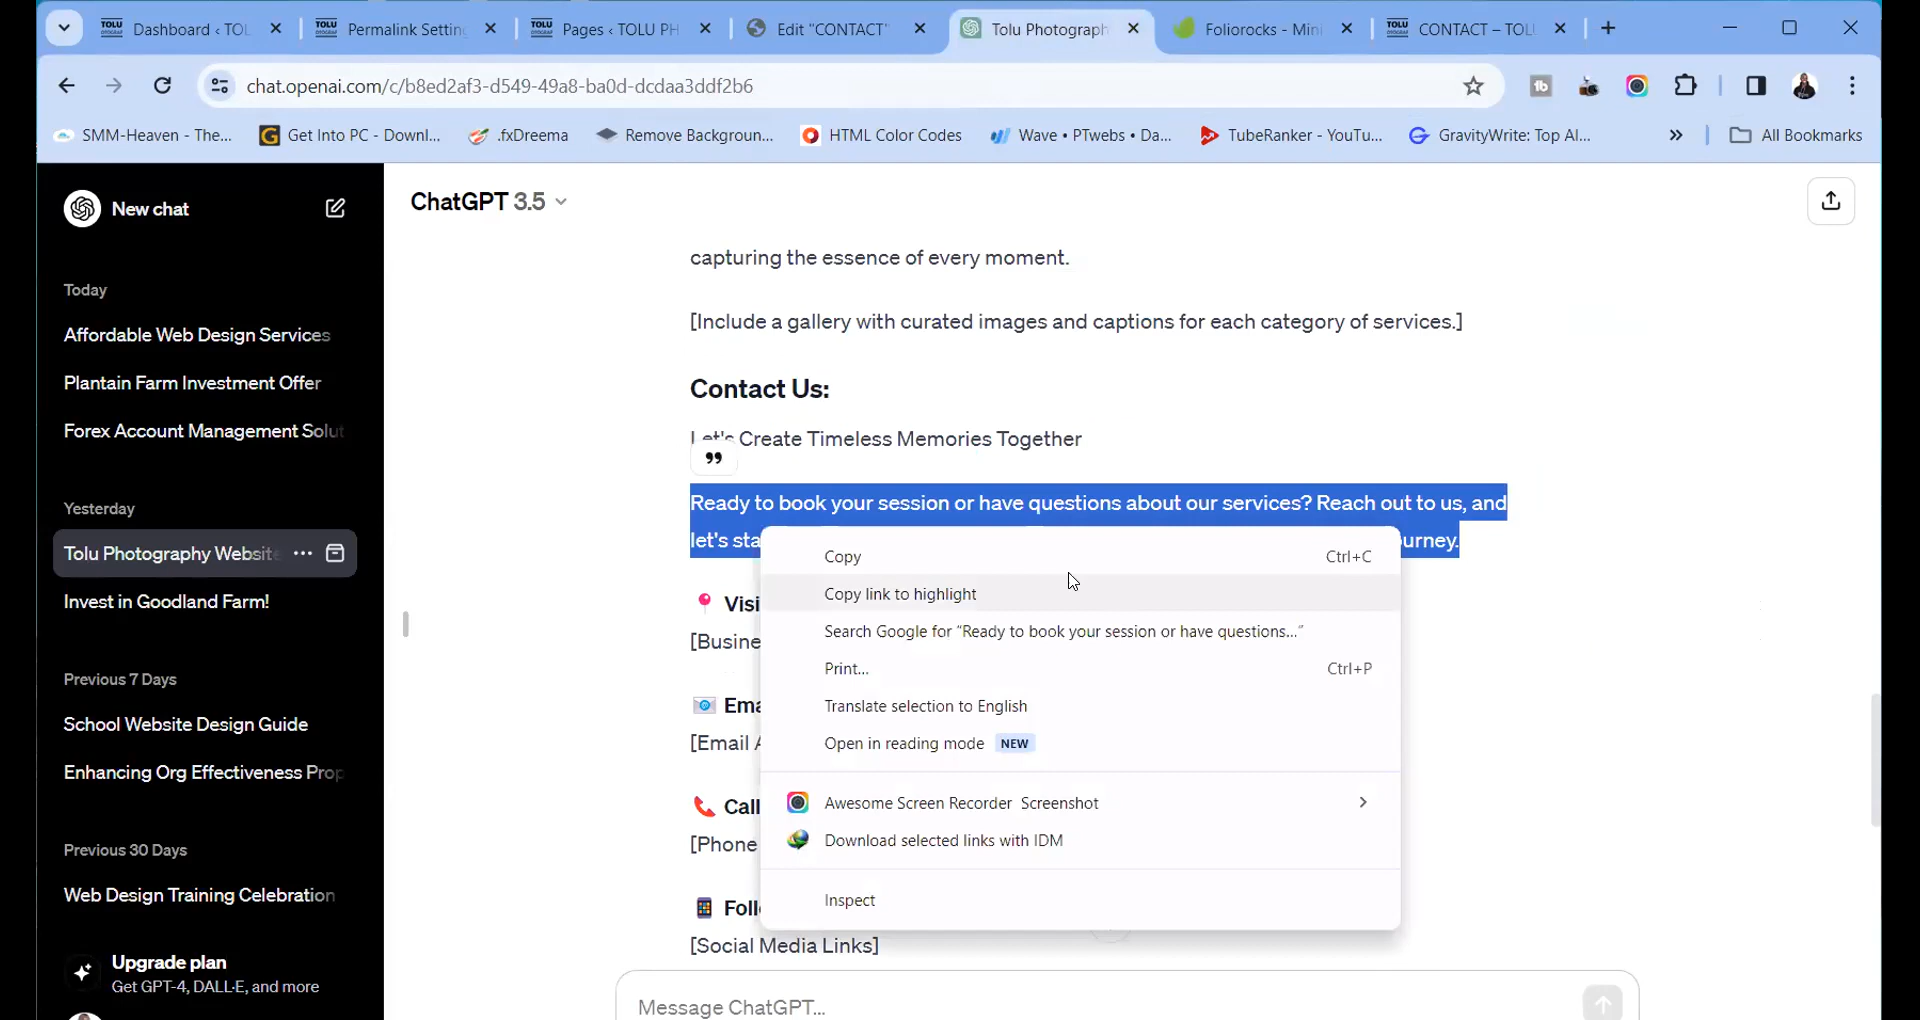 Dashboard ‹ TOL
Permalink Setting
Pages ‹ TOLU PH
Edit "CONTACT"
Tolu Photography
Foliorocks - Mini
CONTACT – TOL
chat.openai.com/c/b8ed2af3-d549-49a8-ba0d-dcdaa3ddf2b6
SMM-Heaven - The...
Get Into PC - Downl...
.fxDreema
Remove Backgroun...
HTML Color Codes
Wave • PTwebs • Da...
TubeRanker - YouTu...
GravityWrite: Top AI...
»
All Bookmarks
New chat
Today
Affordable Web Design Services
Plantain Farm Investment Offer
Forex Account Management Solut
Yesterday
Tolu Photography Website
Invest in Goodland Farm!
Previous 7 Days
School Website Design Guide
Enhancing Org Effectiveness Prop
Previous 30 Days
Web Design Training Celebration
Upgrade plan
Get GPT-4, DALL·E, and more
ChatGPT 3.5
capturing the essence of every moment.
[Include a gallery with curated images and captions for each category of services.]
Contact Us:
Let's Create Timeless Memories Together
Ready to book your session or have questions about our services? Reach out to us, and
let's sta
urney.
📍 Visi
[Busine
📧 Ema
[Email A
📞 Call
[Phone
📱 Foll
[Social Media Links]
Copy Ctrl+C
Copy link to highlight
Search Google for “Ready to book your session or have questions...”
Print... Ctrl+P
Translate selection to English
Open in reading mode NEW
Awesome Screen Recorder Screenshot
Download selected links with IDM
Inspect
Message ChatGPT...